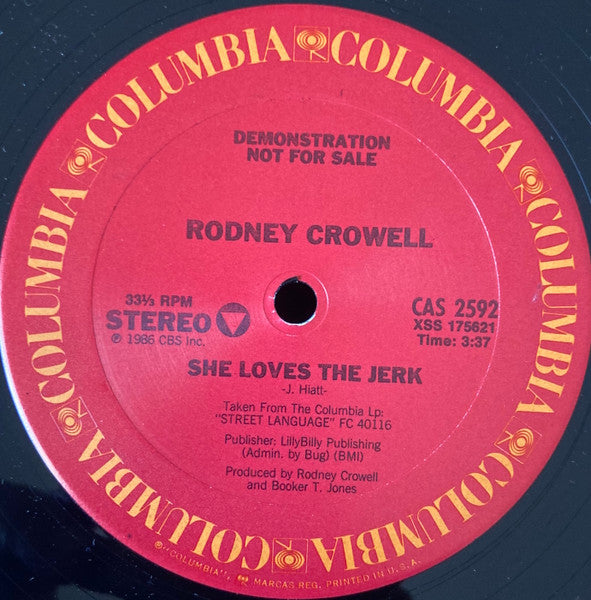 COLUMBIA COLUMBIA COLUMBIA COLUMBIA COLUMBIA COLUMBIA
DEMONSTRATION
NOT FOR SALE
RODNEY CROWELL
33⅓ RPM
STEREO
℗ 1986 CBS Inc.
CAS 2592
XSS 175621
Time: 3:37
SHE LOVES THE JERK
-J. Hiatt-
Taken From The Columbia Lp:
"STREET LANGUAGE" FC 40116
Publisher: LillyBilly Publishing
(Admin. by Bug) (BMI)
Produced by Rodney Crowell
and Booker T. Jones
®"COLUMBIA", MARCAS REG. PRINTED IN U.S.A.